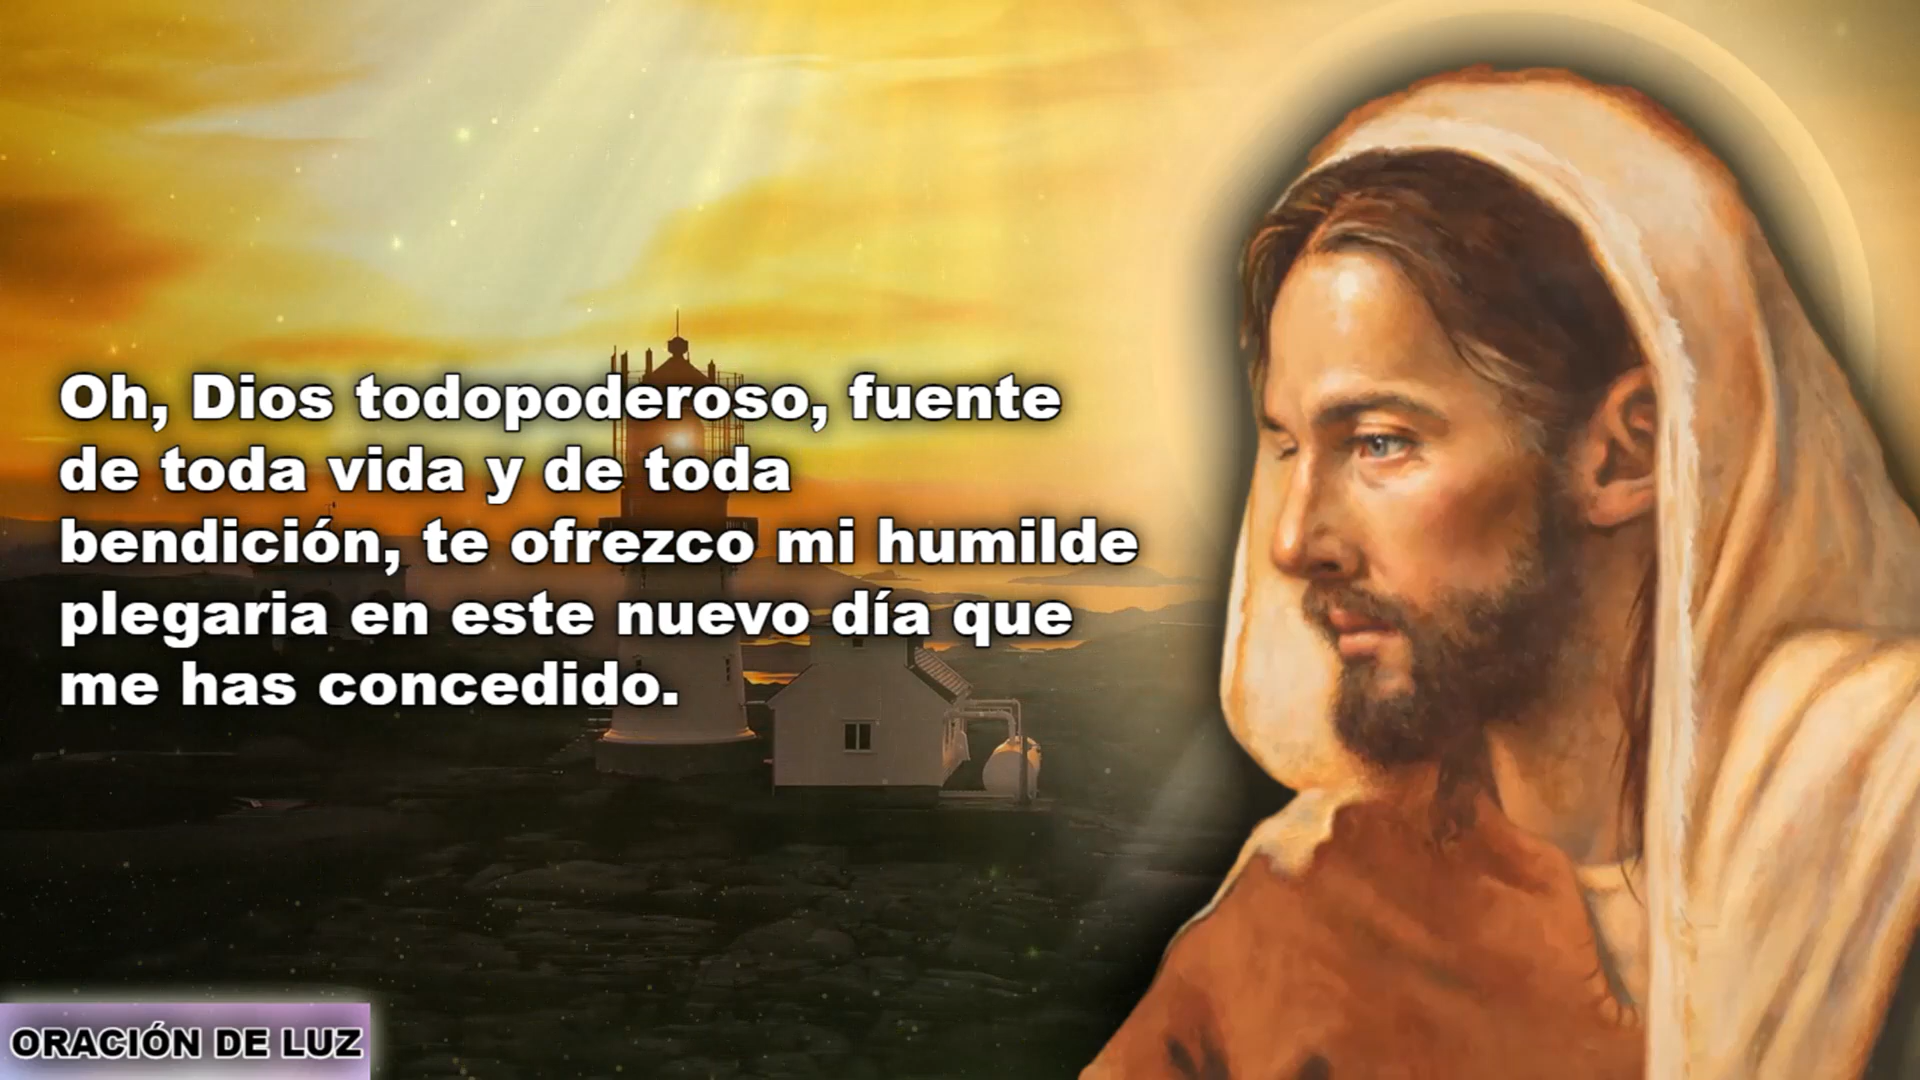 Oh, Dios todopoderoso, fuente
de toda vida y de toda
bendición, te ofrezco mi humilde
plegaria en este nuevo día que
me has concedido.
ORACIÓN DE LUZ